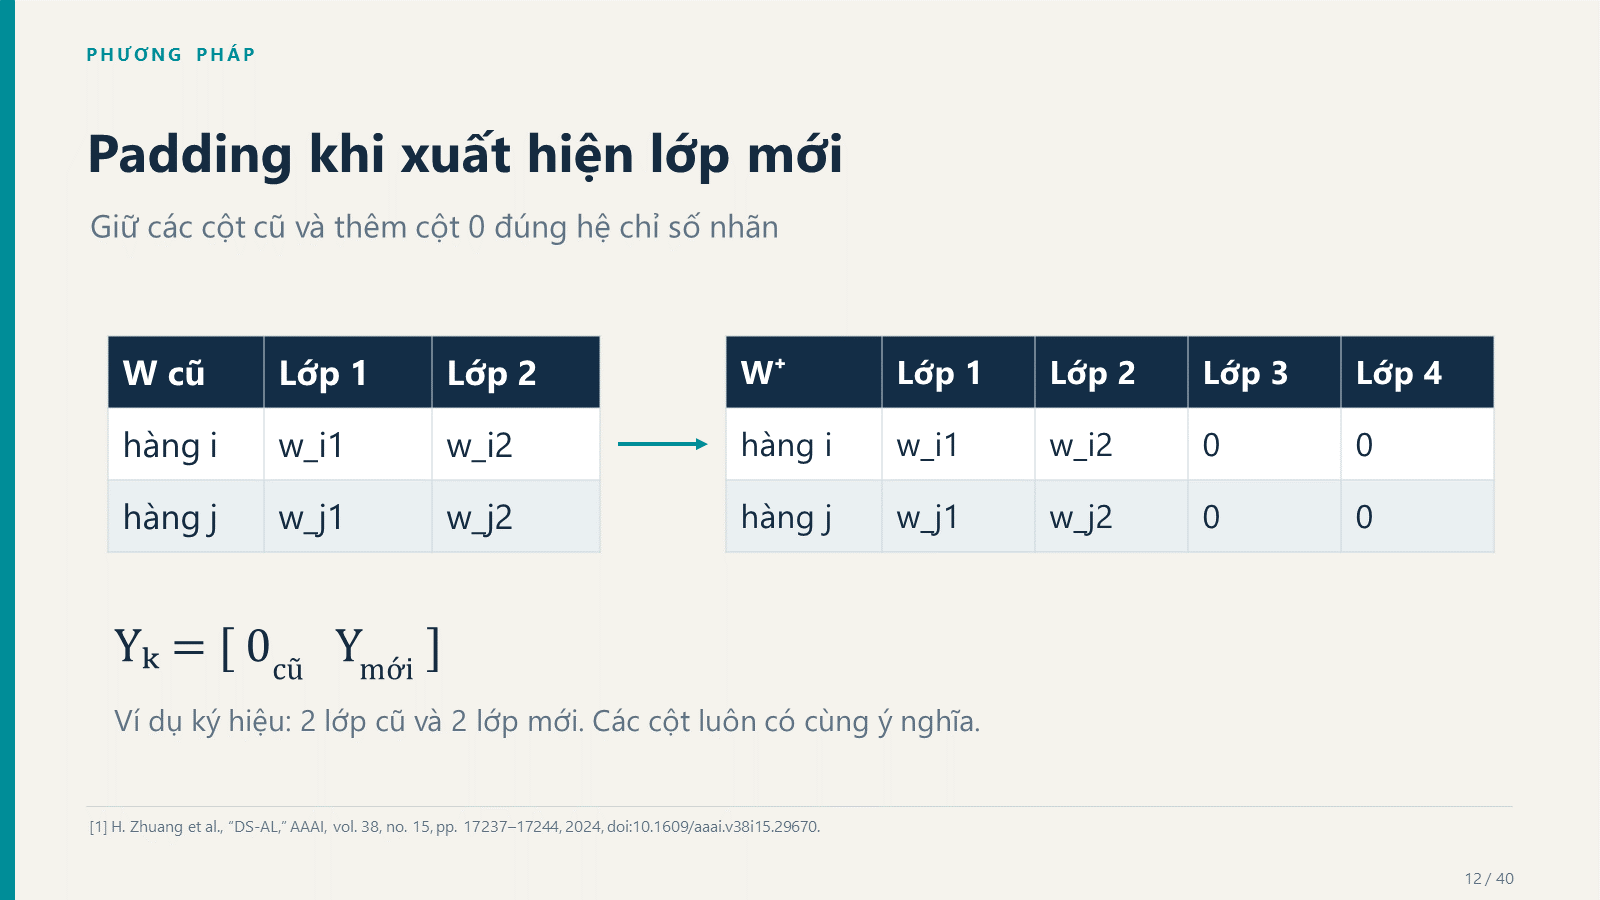 PHƯƠNG PHÁP
Padding khi xuất hiện lớp mới
Giữ các cột cũ và thêm cột 0 đúng hệ chỉ số nhãn
W cũ Lớp 1 Lớp 2
hàng i w_i1 w_i2
hàng j w_j1 w_j2
W⁺ Lớp 1 Lớp 2 Lớp 3 Lớp 4
hàng i w_i1 w_i2 0 0
hàng j w_j1 w_j2 0 0
Yₖ = [ 0cũ Ymới ]
Ví dụ ký hiệu: 2 lớp cũ và 2 lớp mới. Các cột luôn có cùng ý nghĩa.
[1] H. Zhuang et al., “DS-AL,” AAAI, vol. 38, no. 15, pp. 17237–17244, 2024, doi:10.1609/aaai.v38i15.29670.
12 / 40